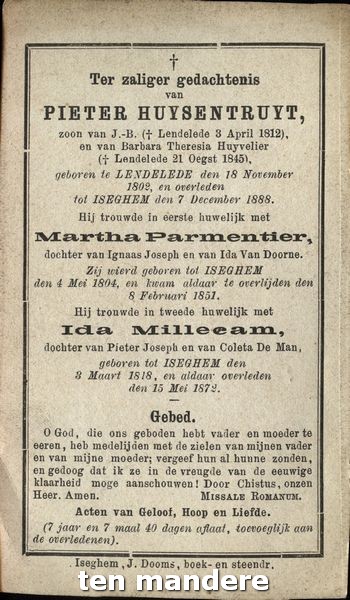 †
Ter zaliger gedachtenis
van
PIETER HUYSENTRUYT,
zoon van J.-B. († Lendelede 3 April 1812),
en van Barbara Theresia Huyvelier
(† Lendelede 21 Oegst 1845),
geboren te LENDELEDE den 18 November
1802, en overleden
tot ISEGHEM den 7 December 1888.
Hij trouwde in eerste huwelijk met
Martha Parmentier,
dochter van Ignaas Joseph en van Ida Van Doorne.
Zij wierd geboren tot ISEGHEM
den 4 Mei 1804, en kwam aldaar te overlijden den
8 Februari 1851.
Hij trouwde in tweede huwelijk met
Ida Millecam,
dochter van Pieter Joseph en van Coleta De Man,
geboren tot ISEGHEM den
3 Maart 1818, en aldaar overleden
den 15 Mei 1872.
Gebed.
O God, die ons geboden hebt vader en moeder te
eeren, heb medelijden met de zielen van mijnen vader
en van mijne moeder; vergeef hun al hunne zonden,
en gedoog dat ik ze in de vreugde van de eeuwige
klaarheid moge aanschouwen! Door Chistus, onzen
Heer. Amen. MISSALE ROMANUM.
Acten van Geloof, Hoop en Liefde.
(7 jaar en 7 maal 40 dagen aflaat, toevoeglijk aan
de overledenen).
Iseghem, J. Dooms, boek- en steendr.
ten mandere